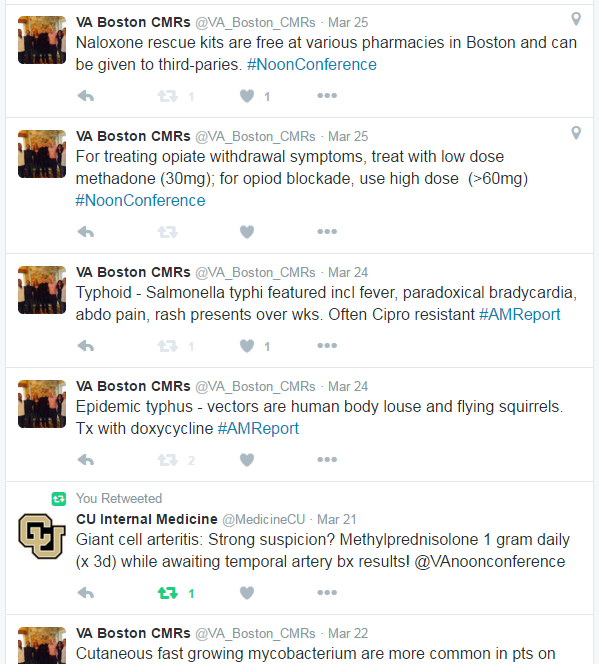 VA Boston CMRs @VA_Boston_CMRs · Mar 25
Naloxone rescue kits are free at various pharmacies in Boston and can
be given to third-paries. #NoonConference
1 1
VA Boston CMRs @VA_Boston_CMRs · Mar 25
For treating opiate withdrawal symptoms, treat with low dose
methadone (30mg); for opiod blockade, use high dose (>60mg)
#NoonConference
VA Boston CMRs @VA_Boston_CMRs · Mar 24
Typhoid - Salmonella typhi featured incl fever, paradoxical bradycardia,
abdo pain, rash presents over wks. Often Cipro resistant #AMReport
1 1
VA Boston CMRs @VA_Boston_CMRs · Mar 24
Epidemic typhus - vectors are human body louse and flying squirrels.
Tx with doxycycline #AMReport
2
You Retweeted
CU Internal Medicine @MedicineCU · Mar 21
CU
Giant cell arteritis: Strong suspicion? Methylprednisolone 1 gram daily
(x 3d) while awaiting temporal artery bx results! @VAnoonconference
1
VA Boston CMRs @VA_Boston_CMRs · Mar 22
Cutaneous fast growing mycobacterium are more common in pts on